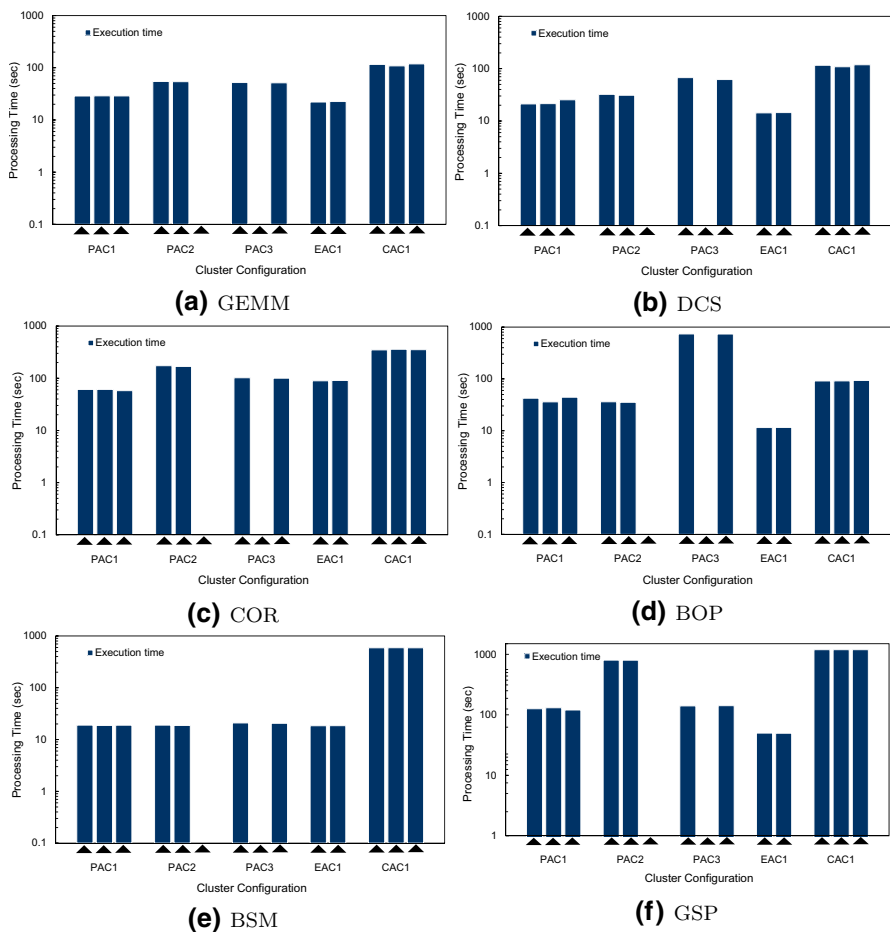 1000
Execution time
100
10
1
0.1
Processing Time (sec)
PAC1 PAC2 PAC3 EAC1 CAC1
Cluster Configuration
(a) GEMM
1000
Execution time
100
10
1
0.1
Processing Time (sec)
PAC1 PAC2 PAC3 EAC1 CAC1
Cluster Configuration
(b) DCS
1000
Execution time
100
10
1
0.1
Processing Time (sec)
PAC1 PAC2 PAC3 EAC1 CAC1
Cluster Configuration
(c) COR
1000
Execution time
100
10
1
0.1
Processing Time (sec)
PAC1 PAC2 PAC3 EAC1 CAC1
Cluster Configuration
(d) BOP
1000
Execution time
100
10
1
0.1
Processing Time (sec)
PAC1 PAC2 PAC3 EAC1 CAC1
Cluster Configuration
(e) BSM
1000
Execution time
100
10
1
Processing Time (sec)
PAC1 PAC2 PAC3 EAC1 CAC1
Cluster Configuration
(f) GSP